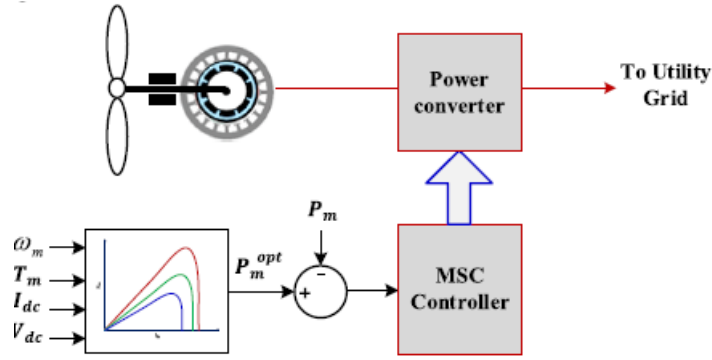 Power
converter
To Utility
Grid
P_m
ω_m
T_m
I_dc
V_dc
P_m^opt
-
+
MSC
Controller